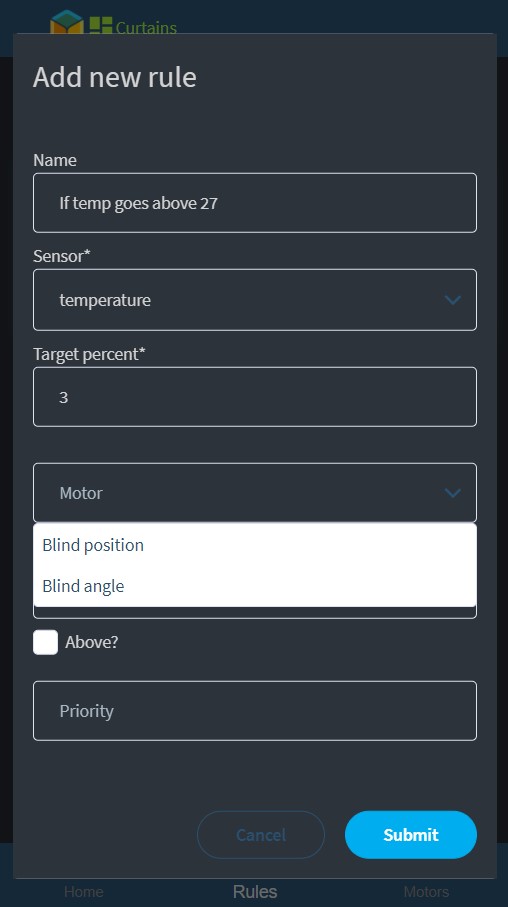 Curtains
Add new rule
Name
If temp goes above 27
Sensor*
temperature
Target percent*
3
Motor
Blind position
Blind angle
Above?
Priority
Cancel
Submit
Home
Rules
Motors